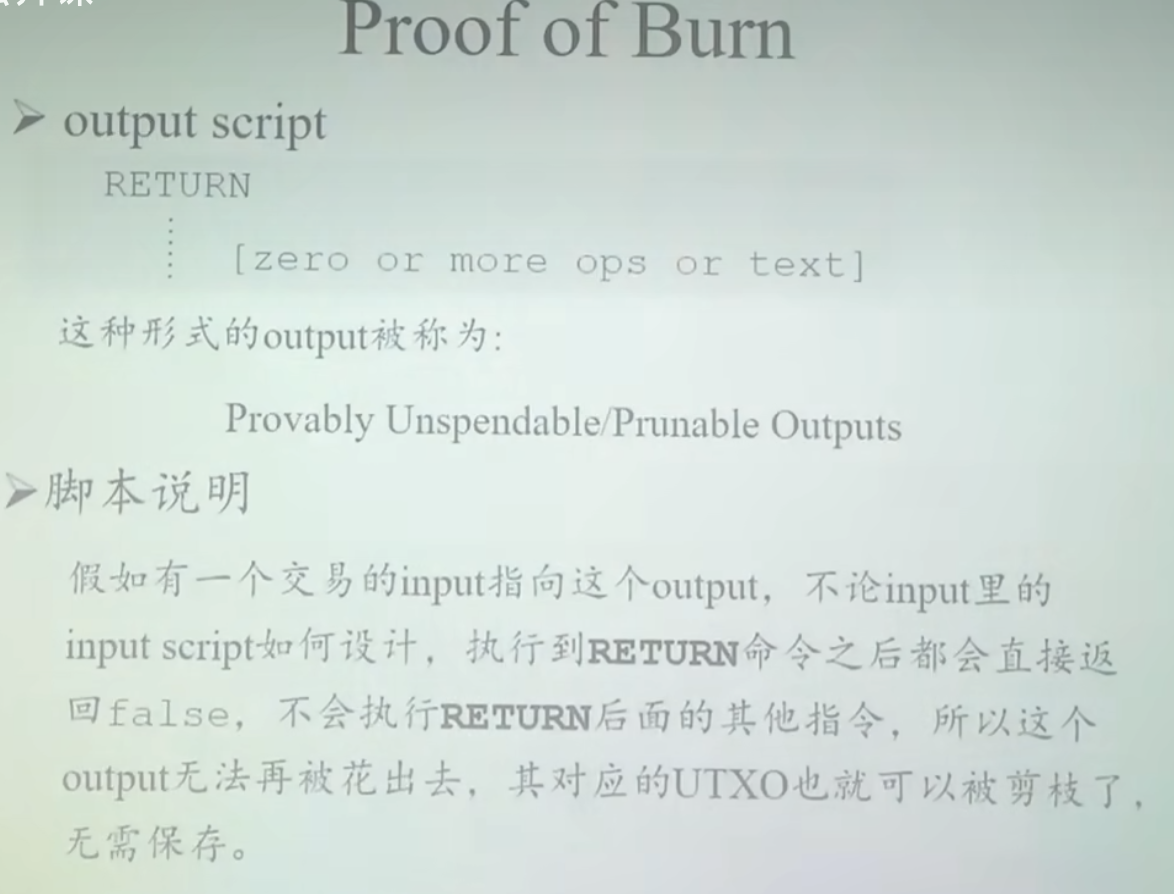 Proof of Burn
➢ output script
RETURN
[zero or more ops or text]
这种形式的output被称为:
Provably Unspendable/Prunable Outputs
➢脚本说明
假如有一个交易的input指向这个output，不论input里的
input script如何设计，执行到RETURN命令之后都会直接返
回false，不会执行RETURN后面的其他指令，所以这个
output无法再被花出去，其对应的UTXO也就可以被剪枝了，
无需保存。